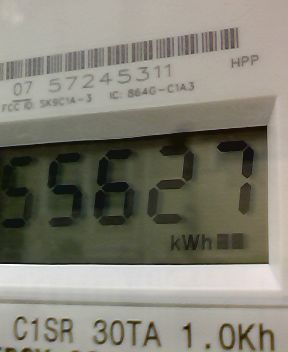 07 57245311
HPP
FCC ID: SK9C1A-3 IC: 864G-C1A3
55627
kWh
C1SR 30TA 1.0Kh